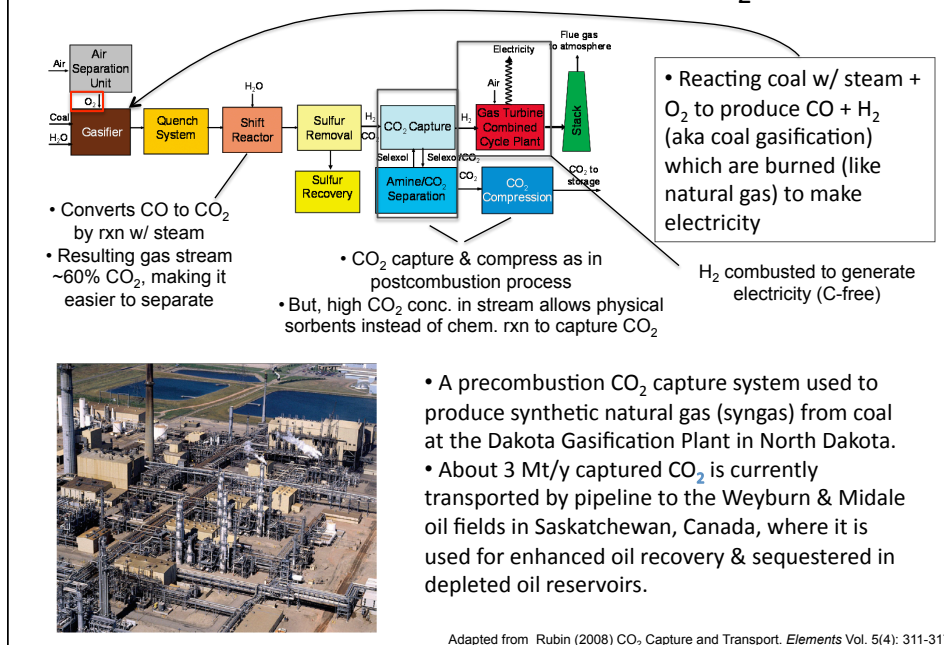 2
Flue gas
to atmosphere
Electricity
Air
Separation
Unit
Air
O₂
Coal
H₂O
Gasifier
Quench
System
H₂O
Shift
Reactor
Sulfur
Removal
Sulfur
Recovery
H₂
CO₂ Capture
Selexol
Selexol/CO₂
Amine/CO₂
Separation
H₂
Air
Gas Turbine
Combined
Cycle Plant
Stack
CO₂
CO₂
Compression
CO₂ to
storage
• Reacting coal w/ steam +
O₂ to produce CO + H₂
(aka coal gasification)
which are burned (like
natural gas) to make
electricity
• Converts CO to CO₂
by rxn w/ steam
• Resulting gas stream
~60% CO₂, making it
easier to separate
• CO₂ capture & compress as in
postcombustion process
• But, high CO₂ conc. in stream allows physical
sorbents instead of chem. rxn to capture CO₂
H₂ combusted to generate
electricity (C-free)
• A precombustion CO₂ capture system used to
produce synthetic natural gas (syngas) from coal
at the Dakota Gasification Plant in North Dakota.
• About 3 Mt/y captured CO₂ is currently
transported by pipeline to the Weyburn & Midale
oil fields in Saskatchewan, Canada, where it is
used for enhanced oil recovery & sequestered in
depleted oil reservoirs.
Adapted from Rubin (2008) CO₂ Capture and Transport. Elements Vol. 5(4): 311-31